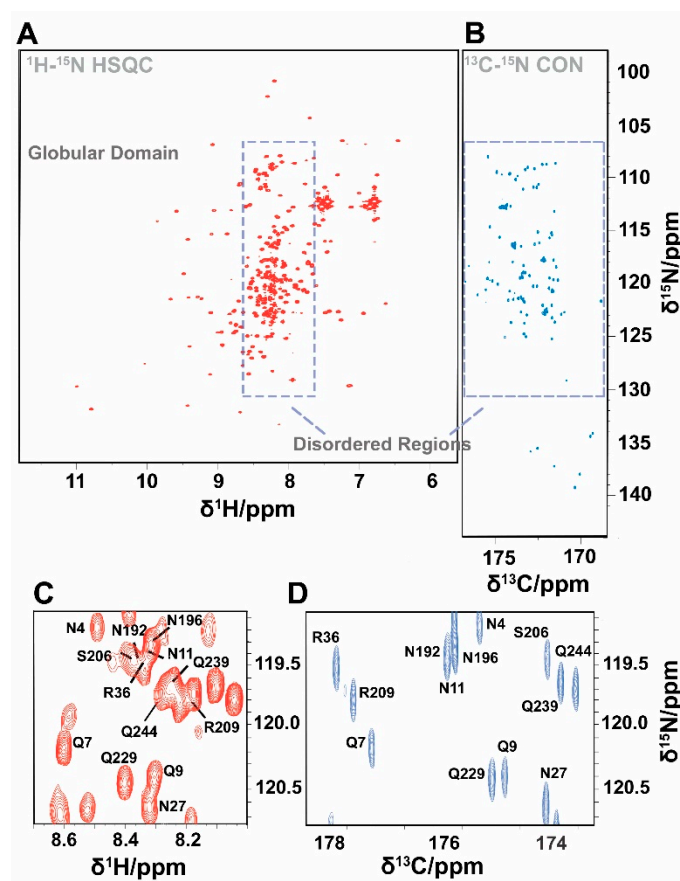 A
B
¹H-¹⁵N HSQC
¹³C-¹⁵N CON
Globular Domain
Disordered Regions
100
105
110
115
120
125
130
135
140
δ¹⁵N/ppm
11 10 9 8 7 6
δ¹H/ppm
175 170
δ¹³C/ppm
C
D
N4
N192
N196
S206
N11
Q239
R36
Q244
R209
Q7
Q229
Q9
N27
119.5
120.0
120.5
8.6 8.4 8.2
δ¹H/ppm
R36
N192
N4
S206
N196
Q244
N11
R209
Q239
Q7
Q9
Q229
N27
119.5
120.0
120.5
δ¹⁵N/ppm
178 176 174
δ¹³C/ppm